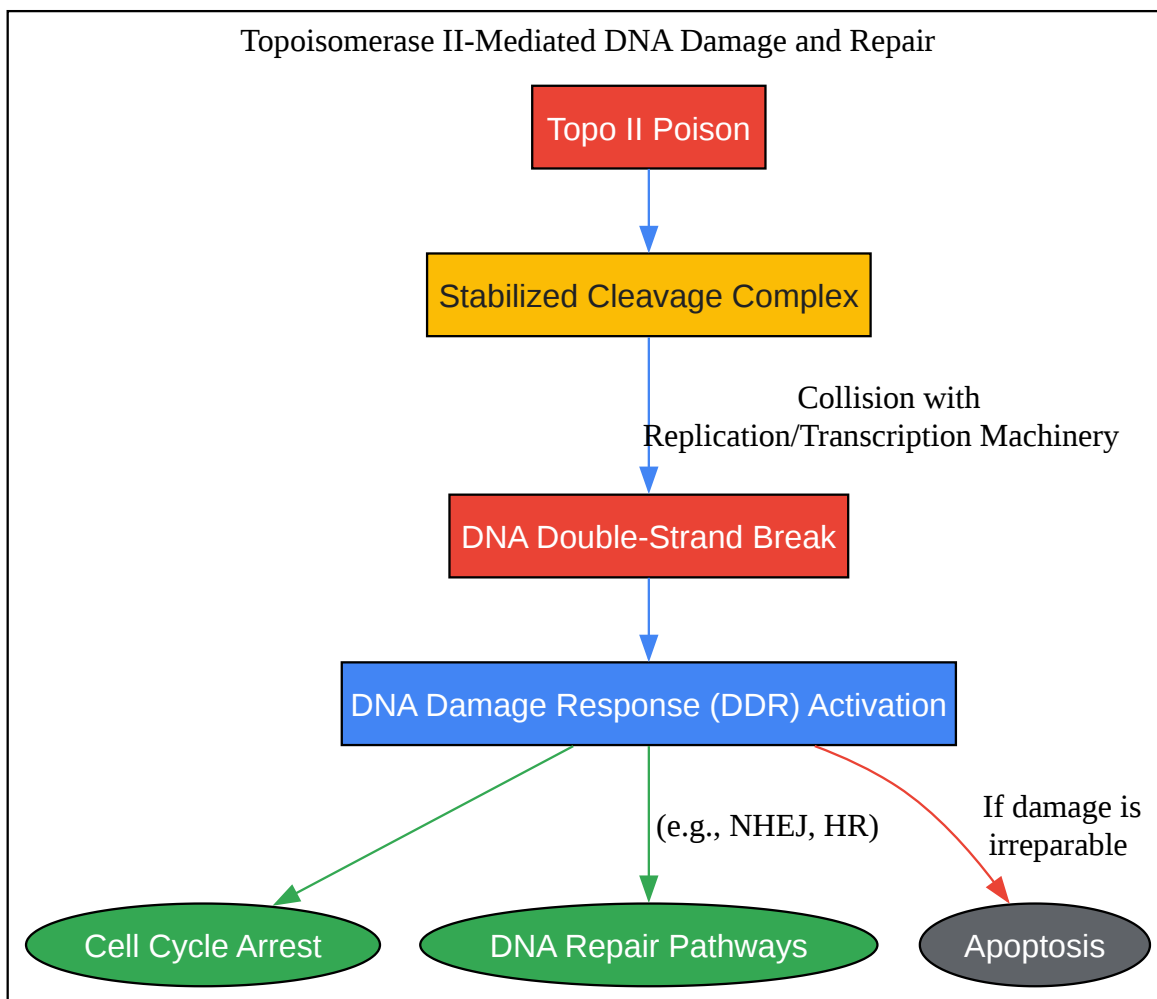 Topoisomerase II-Mediated DNA Damage and Repair
Topo II Poison
Stabilized Cleavage Complex
Collision with
Replication/Transcription Machinery
DNA Double-Strand Break
DNA Damage Response (DDR) Activation
(e.g., NHEJ, HR)
If damage is
irreparable
Cell Cycle Arrest
DNA Repair Pathways
Apoptosis